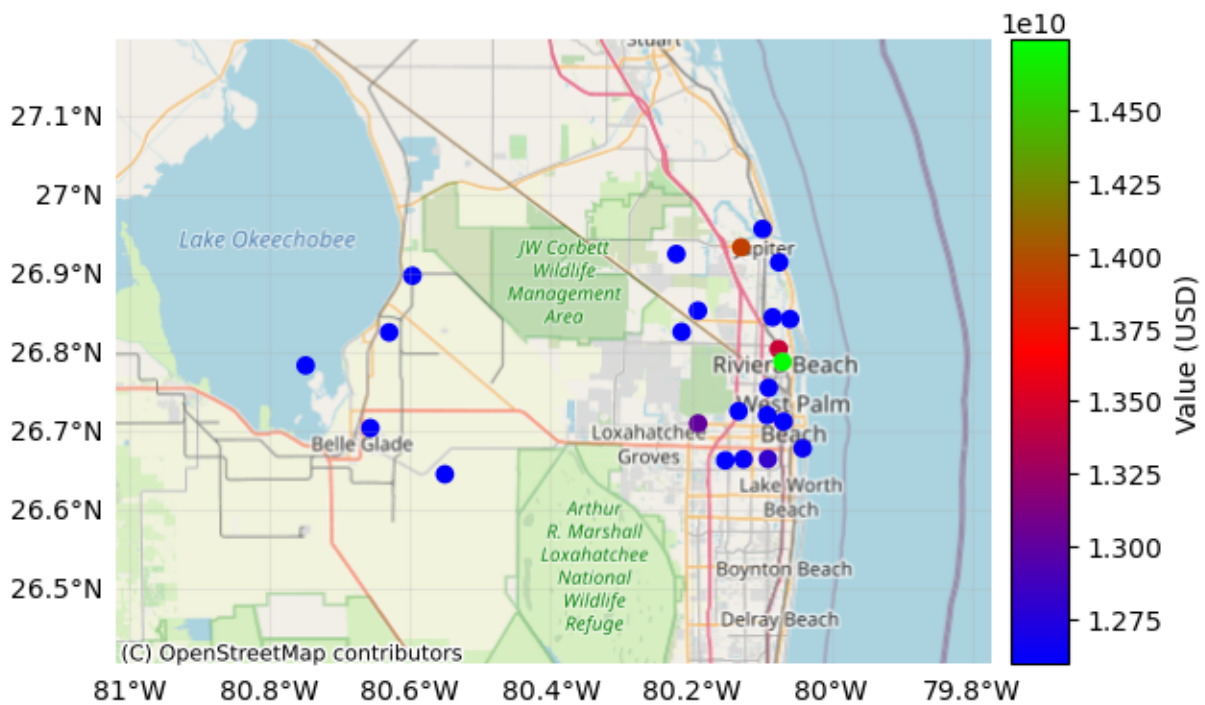 1e10
Stuart
27.1°N
27°N
26.9°N
26.8°N
26.7°N
26.6°N
26.5°N
Lake Okeechobee
JW Corbett
Wildlife
Management
Area
Jupiter
Riviera Beach
West Palm
Beach
Loxahatchee
Groves
Belle Glade
Lake Worth
Beach
Arthur
R. Marshall
Loxahatchee
National
Wildlife
Refuge
Boynton Beach
Delray Beach
(C) OpenStreetMap contributors
81°W
80.8°W
80.6°W
80.4°W
80.2°W
80°W
79.8°W
1.450
1.425
1.400
1.375
1.350
1.325
1.300
1.275
Value (USD)